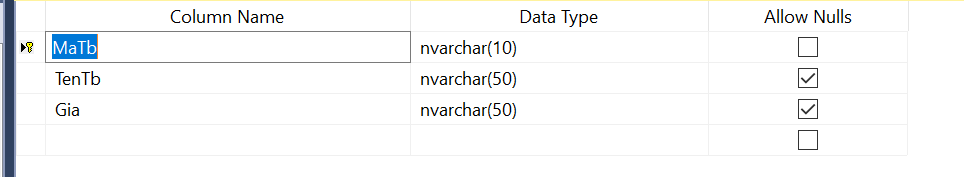 Column Name Data Type Allow Nulls
MaTb nvarchar(10)
TenTb nvarchar(50)
Gia nvarchar(50)